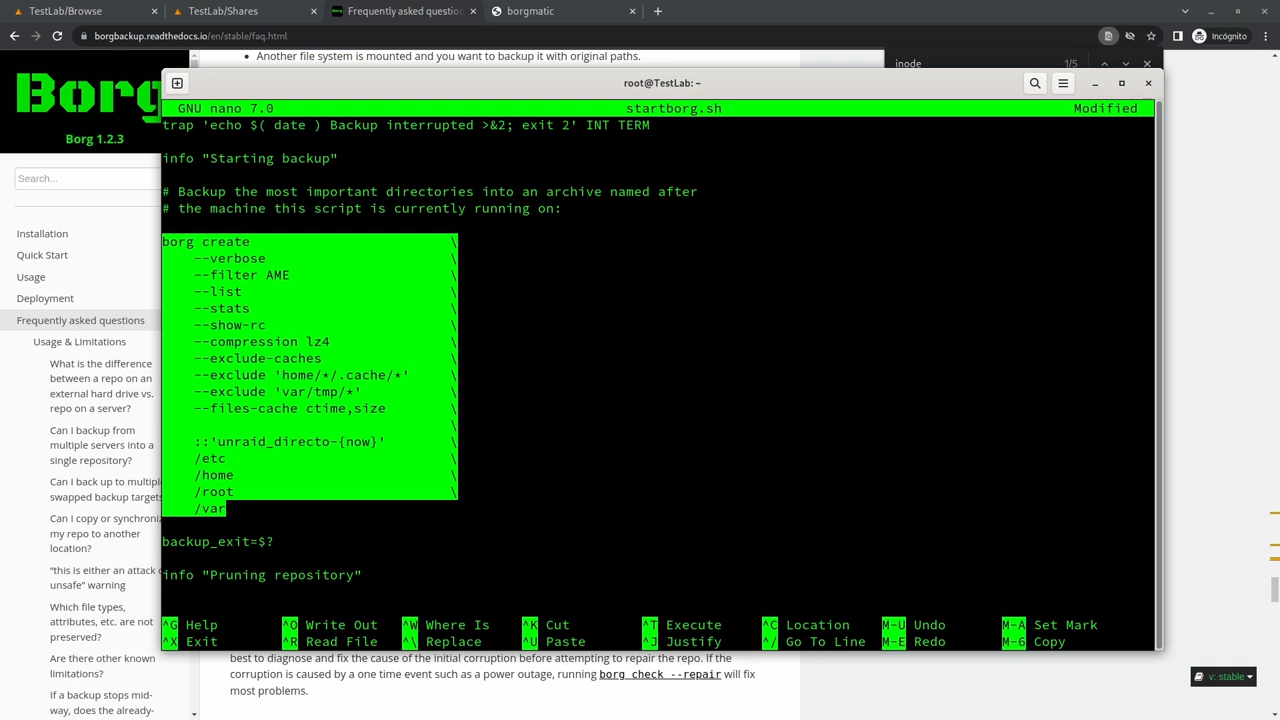 TestLab/Browse
TestLab/Shares
Frequently asked question
borgmatic
borgbackup.readthedocs.io/en/stable/faq.html
Incógnito
Another file system is mounted and you want to backup it with original paths.
inode
1/5
Borg
Borg 1.2.3
Search...
Installation
Quick Start
Usage
Deployment
Frequently asked questions
Usage & Limitations
What is the difference
between a repo on an
external hard drive vs.
repo on a server?
Can I backup from
multiple servers into a
single repository?
Can I back up to multiple
swapped backup targets
Can I copy or synchroni
my repo to another
location?
“this is either an attack o
unsafe” warning
Which file types,
attributes, etc. are not
preserved?
Are there other known
limitations?
If a backup stops mid-
way, does the already-
root@TestLab: ~
GNU nano 7.0 startborg.sh Modified
trap 'echo $( date ) Backup interrupted >&2; exit 2' INT TERM
info "Starting backup"
# Backup the most important directories into an archive named after
# the machine this script is currently running on:
borg create \
--verbose \
--filter AME \
--list \
--stats \
--show-rc \
--compression lz4 \
--exclude-caches \
--exclude 'home/*/.cache/*' \
--exclude 'var/tmp/*' \
--files-cache ctime,size \
\
::'unraid_directo-{now}' \
/etc \
/home \
/root \
/var
backup_exit=$?
info "Pruning repository"
^G Help ^O Write Out ^W Where Is ^K Cut ^T Execute ^C Location M-U Undo M-A Set Mark
^X Exit ^R Read File ^\ Replace ^U Paste ^J Justify ^/ Go To Line M-E Redo M-6 Copy
best to diagnose and fix the cause of the initial corruption before attempting to repair the repo. If the
corruption is caused by a one time event such as a power outage, running borg check --repair will fix
most problems.
v: stable